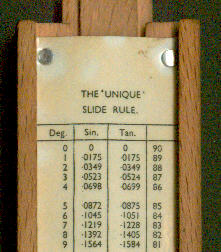 THE 'UNIQUE'
SLIDE RULE.
Deg. Sin. Tan.
0 0 0 90
1 ·0175 ·0175 89
2 ·0349 ·0349 88
3 ·0523 ·0524 87
4 ·0698 ·0699 86
5 ·0872 ·0875 85
6 ·1045 ·1051 84
7 ·1219 ·1228 83
8 ·1392 ·1405 82
9 ·1564 ·1584 81